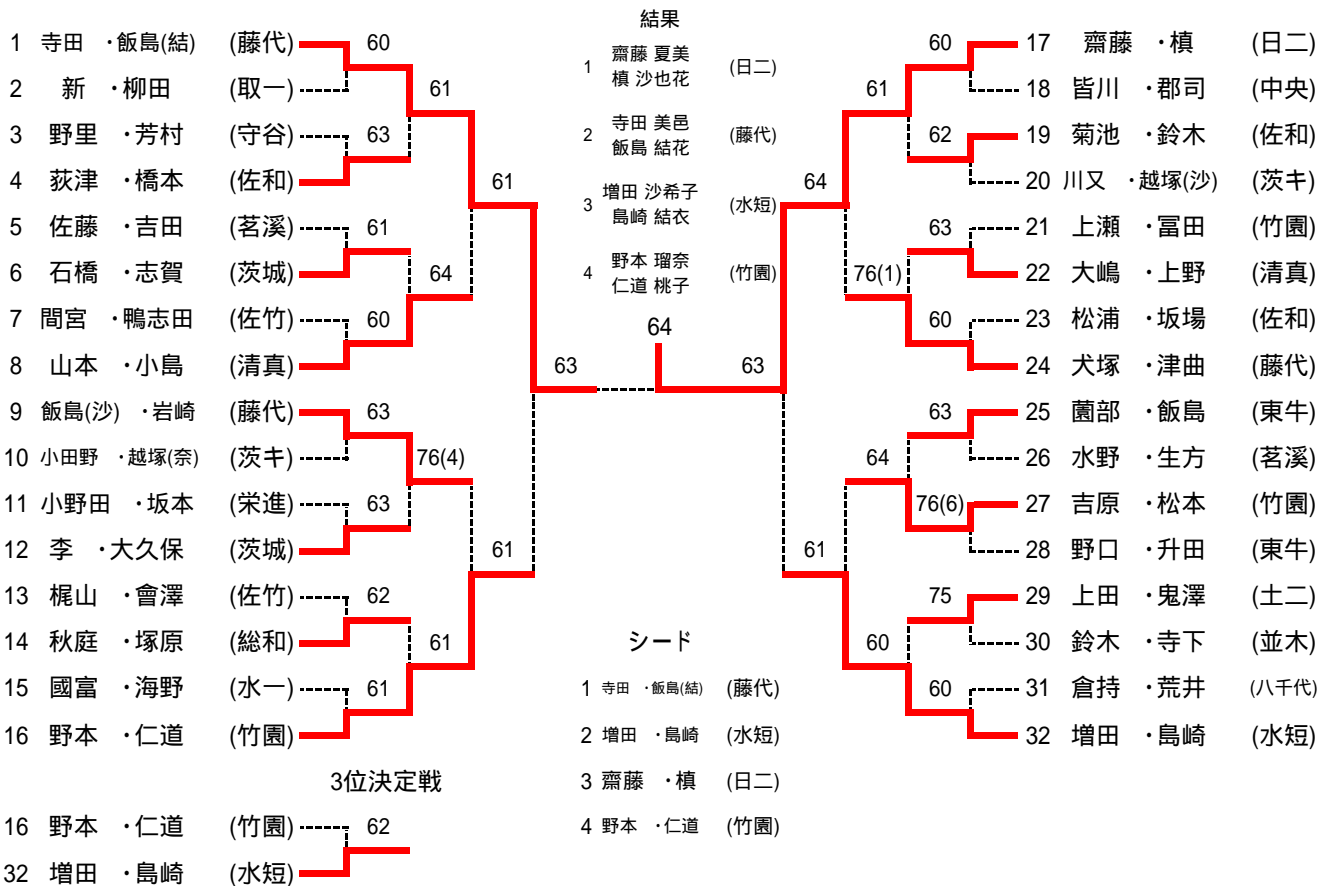 結果
1 寺田 ・飯島(結) (藤代)
60
2 新 ・柳田 (取一)
61
3 野里 ・芳村 (守谷)
63
4 荻津 ・橋本 (佐和)
61
5 佐藤 ・吉田 (茗溪)
61
6 石橋 ・志賀 (茨城)
64
7 間宮 ・鴨志田 (佐竹)
60
8 山本 ・小島 (清真)
63
9 飯島(沙) ・岩崎 (藤代)
63
10 小田野 ・越塚(奈) (茨キ)
76(4)
11 小野田 ・坂本 (栄進)
63
12 李 ・大久保 (茨城)
61
13 梶山 ・會澤 (佐竹)
62
14 秋庭 ・塚原 (総和)
61
15 國富 ・海野 (水一)
61
16 野本 ・仁道 (竹園)
1 齋藤 夏美
槙 沙也花
(日二)
2 寺田 美邑
飯島 結花
(藤代)
3 増田 沙希子
島崎 結衣
(水短)
4 野本 瑠奈
仁道 桃子
(竹園)
64
60
17 齋藤 ・槙 (日二)
61
18 皆川 ・郡司 (中央)
62
19 菊池 ・鈴木 (佐和)
64
20 川又 ・越塚(沙) (茨キ)
63
21 上瀬 ・冨田 (竹園)
76(1)
22 大嶋 ・上野 (清真)
60
23 松浦 ・坂場 (佐和)
63
24 犬塚 ・津曲 (藤代)
63
25 薗部 ・飯島 (東牛)
64
26 水野 ・生方 (茗溪)
76(6)
27 吉原 ・松本 (竹園)
61
28 野口 ・升田 (東牛)
75
29 上田 ・鬼澤 (土二)
60
30 鈴木 ・寺下 (並木)
60
31 倉持 ・荒井 (八千代)
32 増田 ・島崎 (水短)
シード
1 寺田 ・飯島(結) (藤代)
2 増田 ・島崎 (水短)
3 齋藤 ・槙 (日二)
4 野本 ・仁道 (竹園)
3位決定戦
16 野本 ・仁道 (竹園)
62
32 増田 ・島崎 (水短)